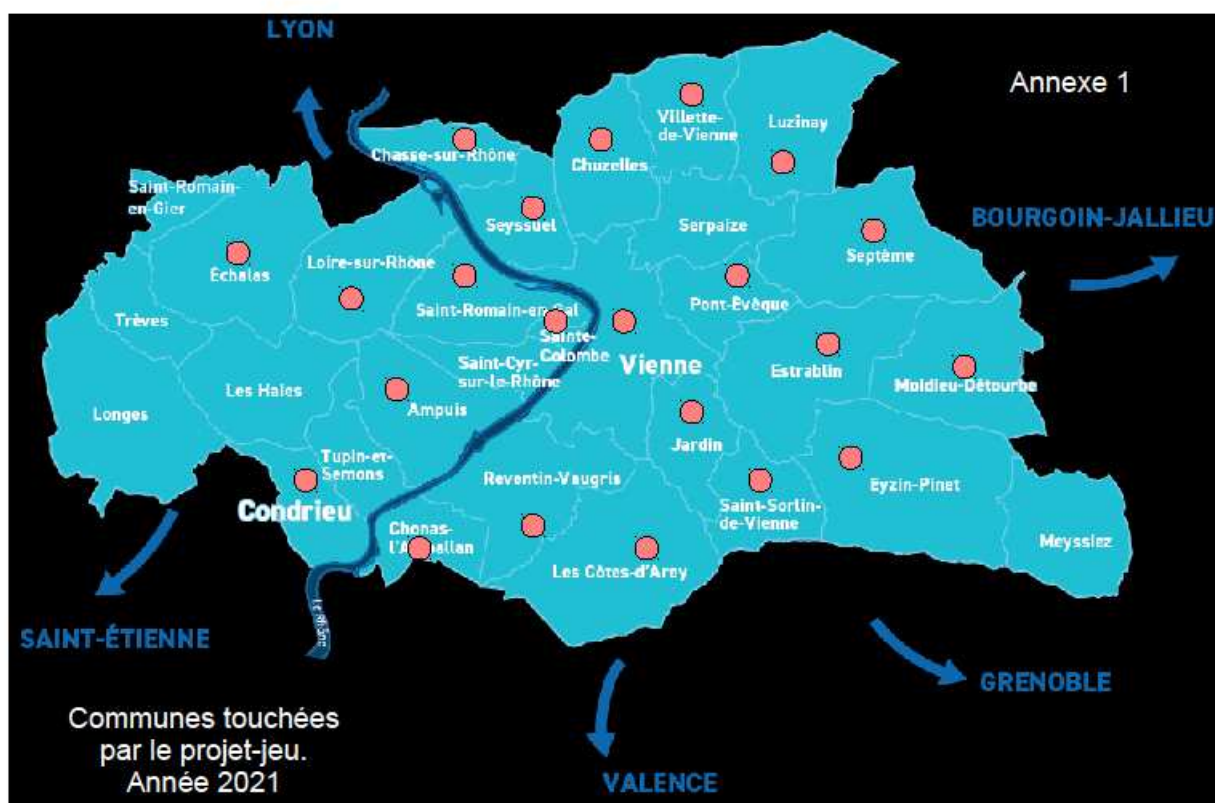 LYON
Annexe 1
Villette-
de-Vienne
Luzinay
Chasse-sur-Rhône
Chuzelles
Saint-Romain-
en-Gier
Seyssuel
Serpaize
BOURGOIN-JALLIEU
Échalas
Loire-sur-Rhône
Septème
Saint-Romain-en-Gal
Pont-Évêque
Trèves
Sainte-
Colombe
Vienne
Saint-Cyr-
sur-le-Rhône
Estrablin
Moidieu-Détourbe
Les Haies
Longes
Ampuis
Jardin
Tupin-et-
Semons
Reventin-Vaugris
Eyzin-Pinet
Condrieu
Saint-Sorlin-
de-Vienne
Chonas-
l'Amballan
Les Côtes-d'Arey
Meyssiez
Le Rhône
SAINT-ÉTIENNE
GRENOBLE
Communes touchées
par le projet-jeu.
Année 2021
VALENCE